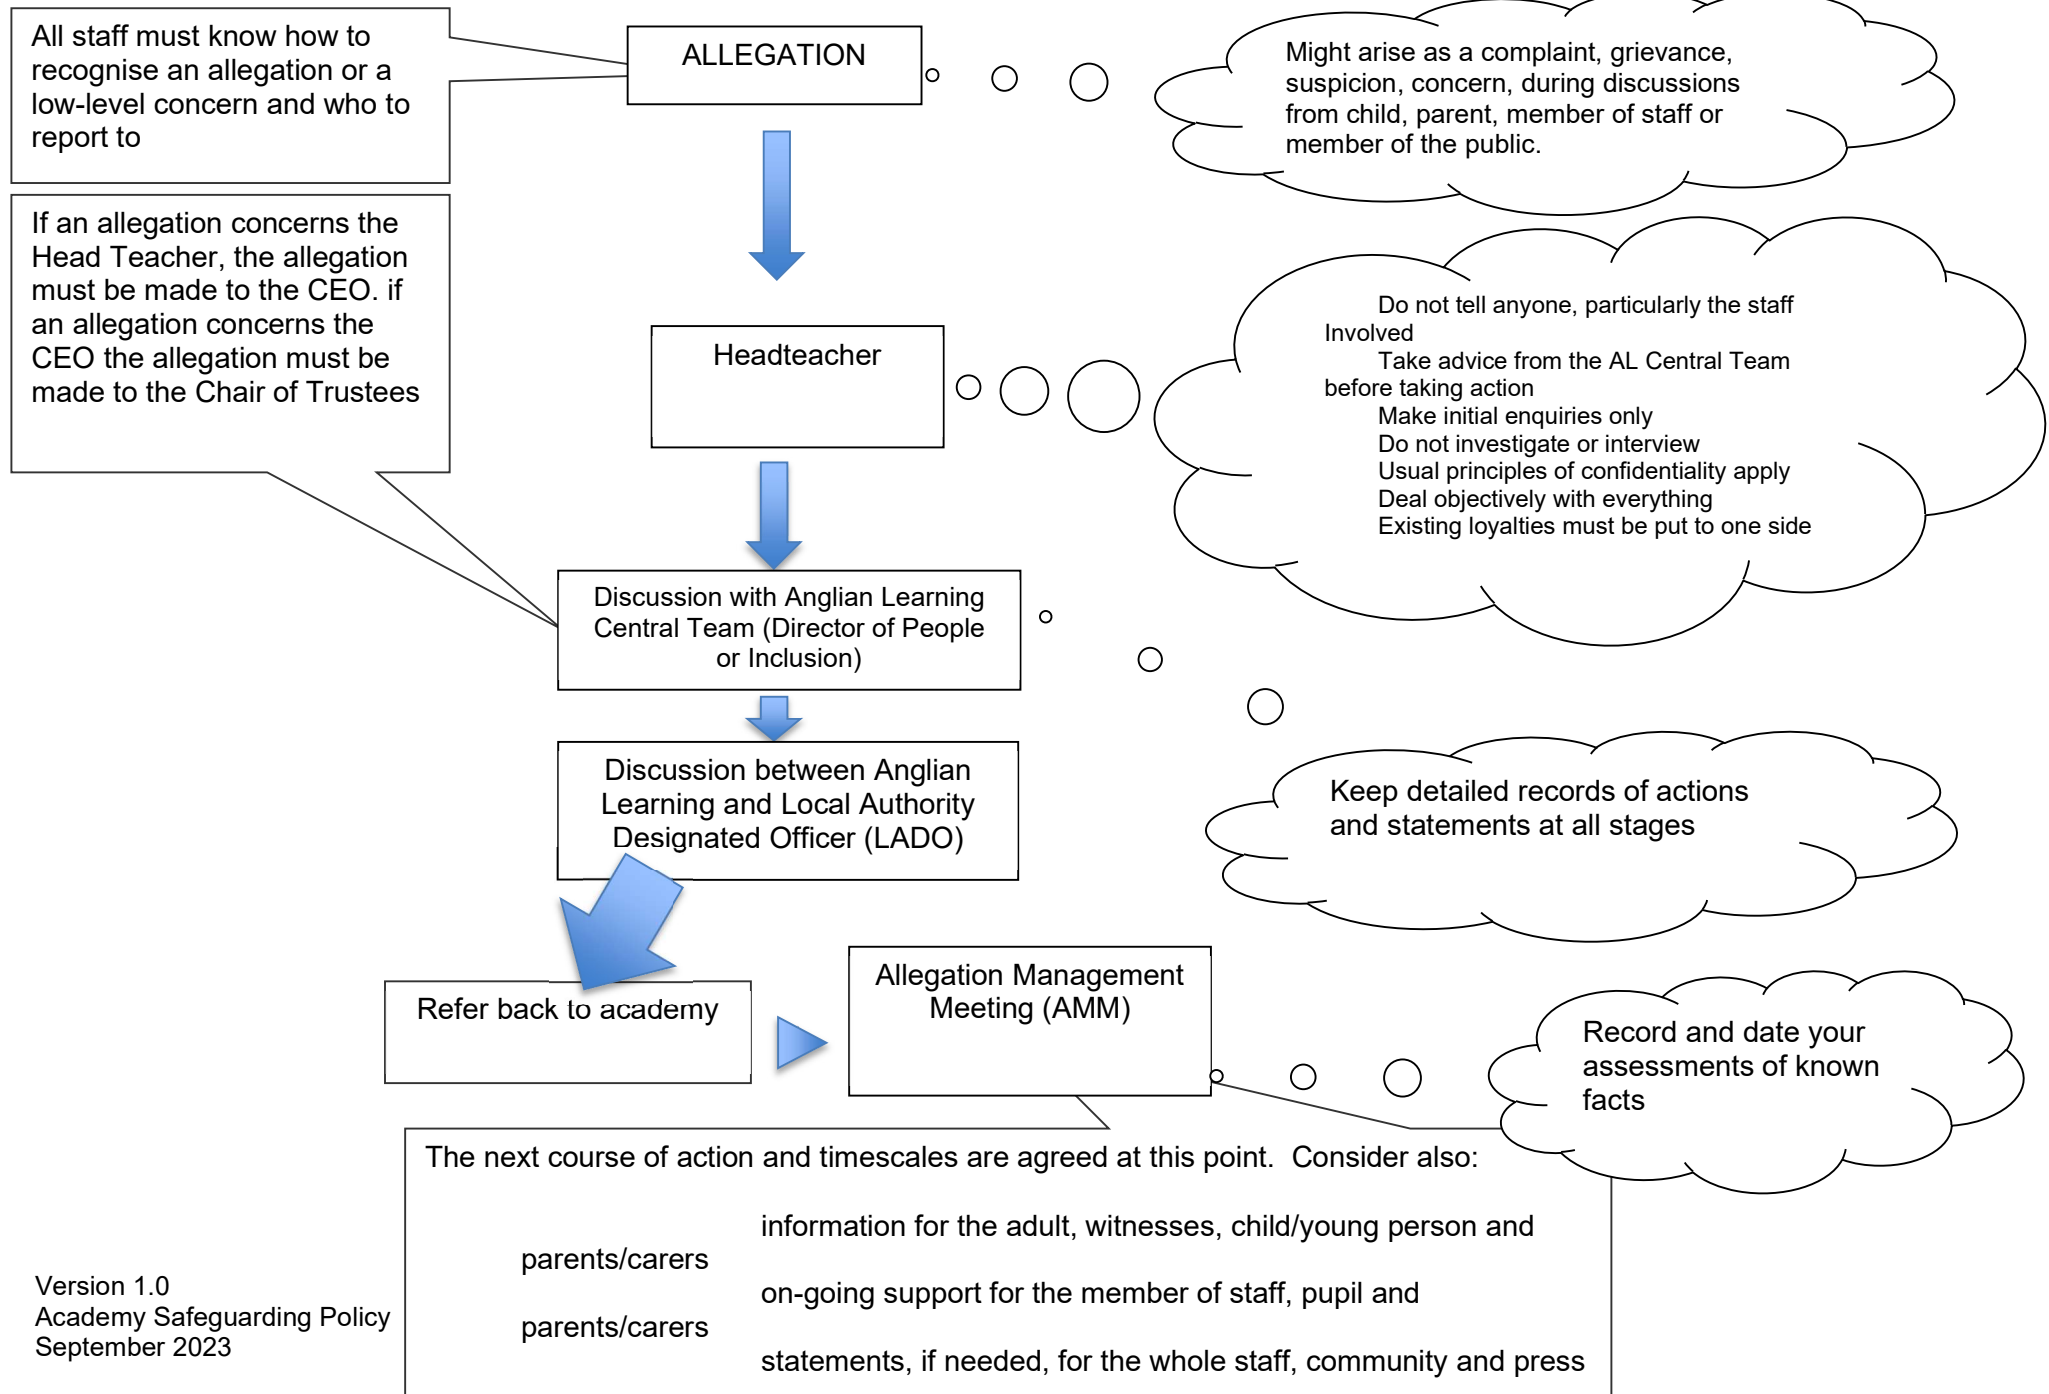 All staff must know how to
recognise an allegation or a
low-level concern and who to
report to
ALLEGATION
Might arise as a complaint, grievance,
suspicion, concern, during discussions
from child, parent, member of staff or
member of the public.
If an allegation concerns the
Head Teacher, the allegation
must be made to the CEO. if
an allegation concerns the
CEO the allegation must be
made to the Chair of Trustees
Headteacher
Do not tell anyone, particularly the staff
Involved
Take advice from the AL Central Team
before taking action
Make initial enquiries only
Do not investigate or interview
Usual principles of confidentiality apply
Deal objectively with everything
Existing loyalties must be put to one side
Discussion with Anglian Learning
Central Team (Director of People
or Inclusion)
Discussion between Anglian
Learning and Local Authority
Designated Officer (LADO)
Keep detailed records of actions
and statements at all stages
Refer back to academy
Allegation Management
Meeting (AMM)
Record and date your
assessments of known
facts
The next course of action and timescales are agreed at this point.  Consider also:
information for the adult, witnesses, child/young person and
parents/carers
on-going support for the member of staff, pupil and
parents/carers
statements, if needed, for the whole staff, community and press
Version 1.0
Academy Safeguarding Policy
September 2023